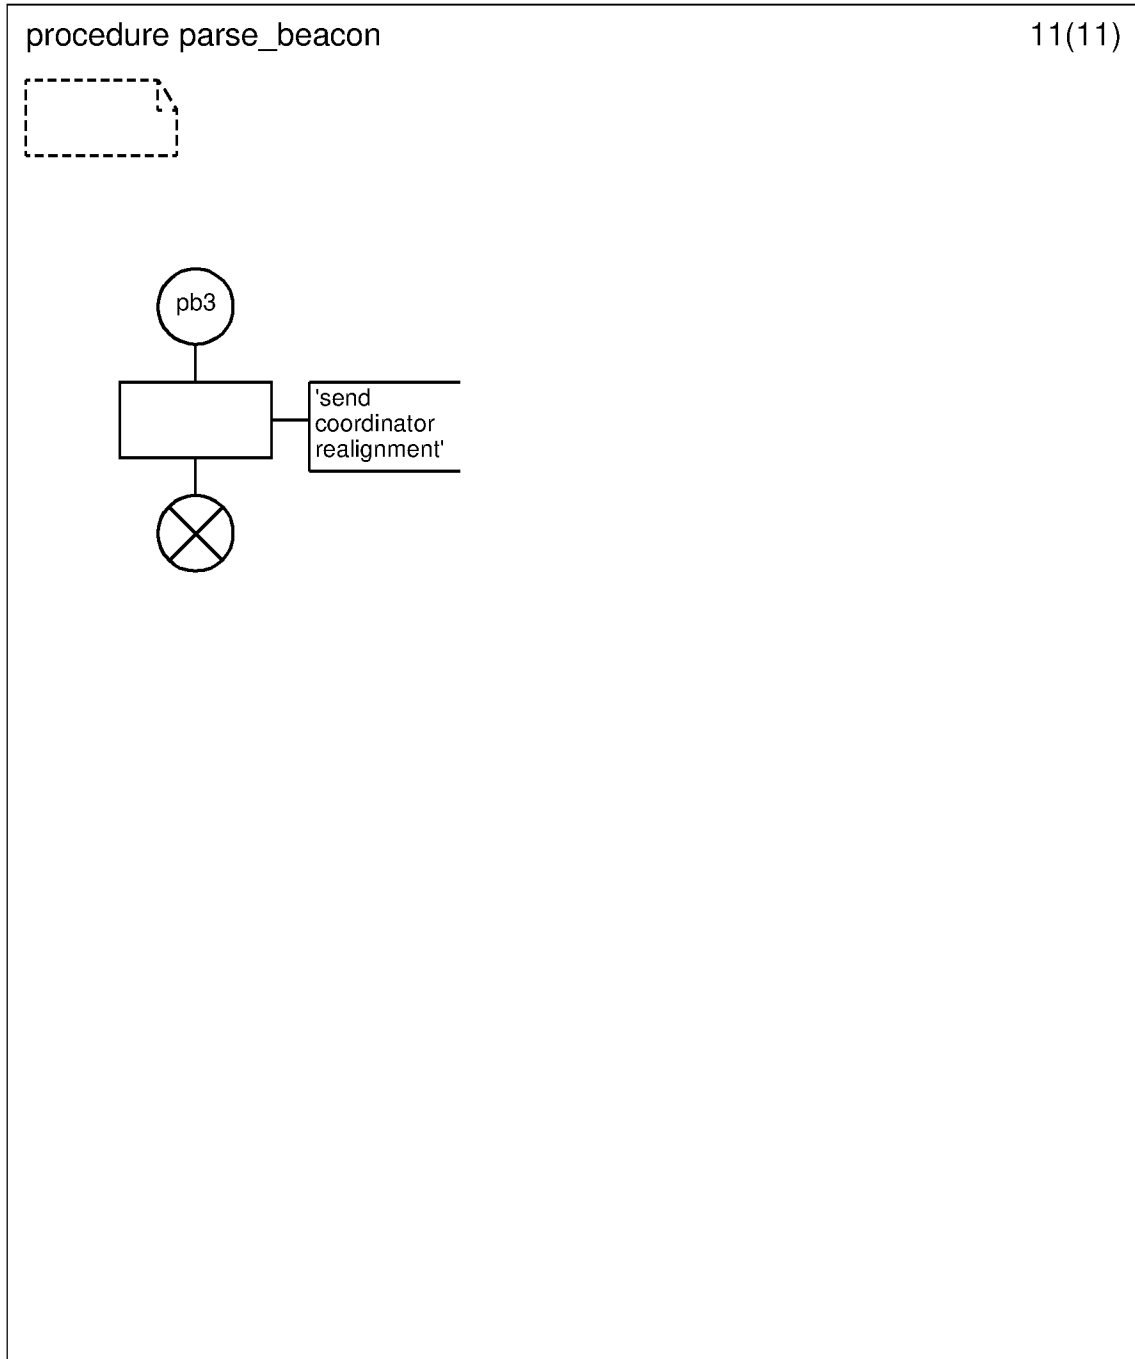 procedure parse_beacon
11(11)
pb3
'send
coordinator
realignment'